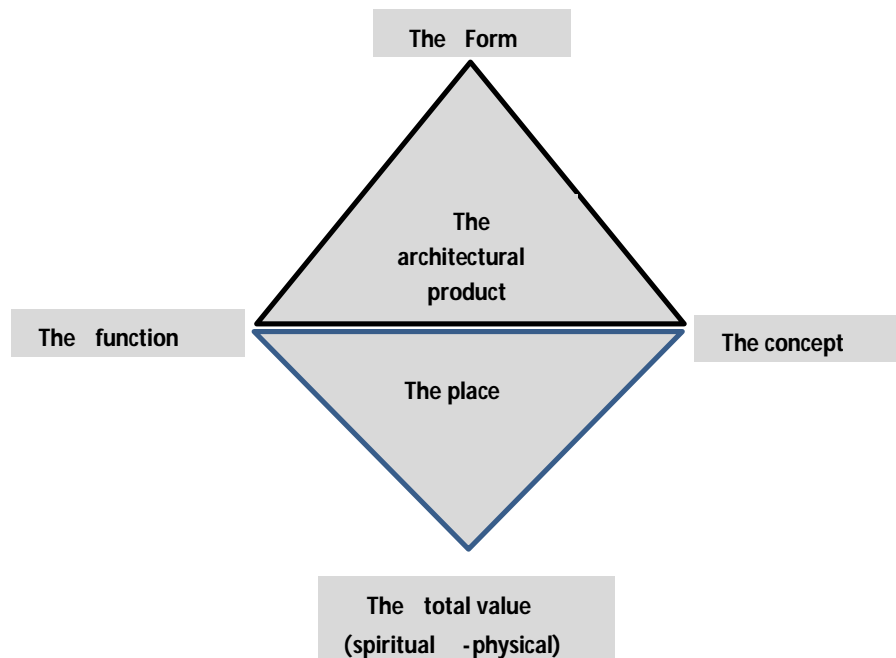 The Form
The
architectural
product
The function
The concept
The place
The total value
(spiritual -physical)